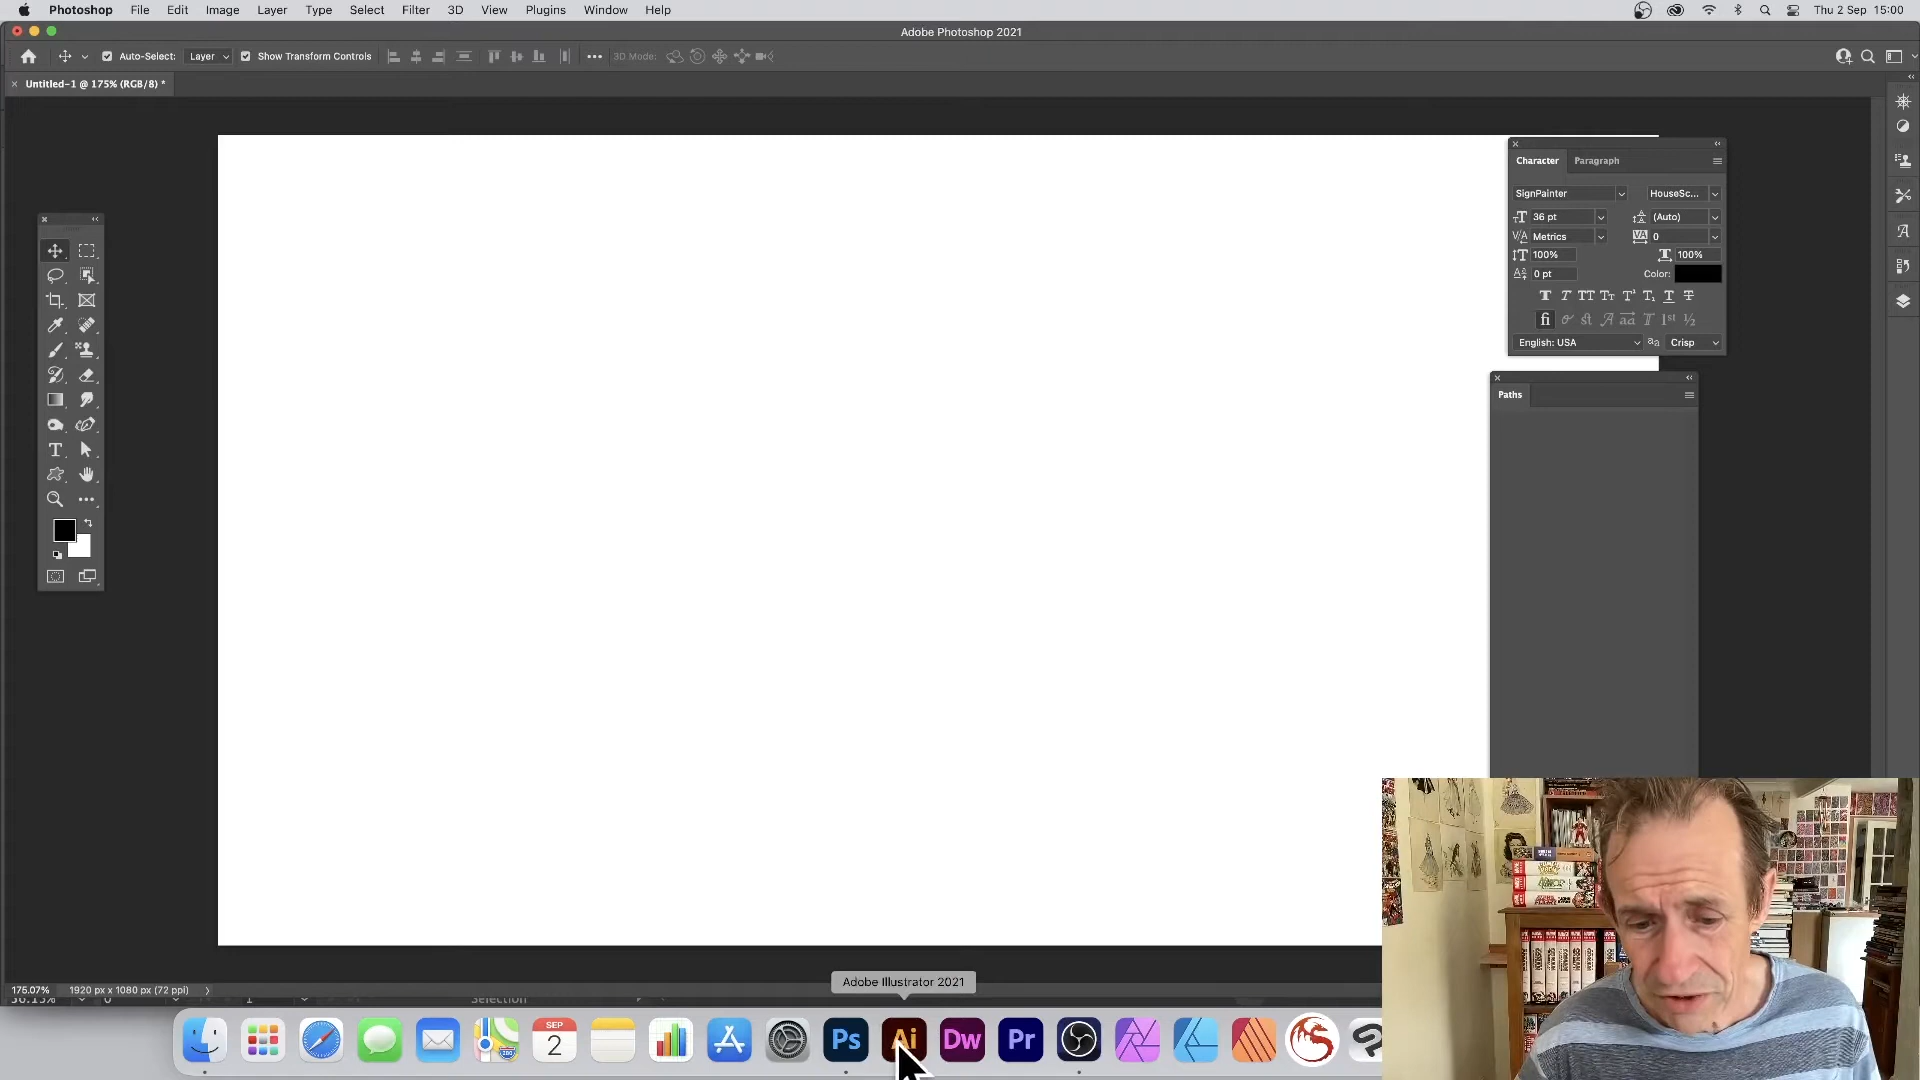 Photoshop File Edit Image Layer Type Select Filter 3D View Plugins Window Help Thu 2 Sep 15:00
Adobe Photoshop 2021
Auto-Select: Layer Show Transform Controls 3D Mode:
Untitled-1 @ 175% (RGB/8) *
Character Paragraph
SignPainter HouseSc...
36 pt (Auto)
Metrics 0
100% 100%
0 pt Color:
English: USA Crisp
Paths
Adobe Illustrator 2021
175.07% 1920 px x 1080 px (72 ppi)
Selection
SEP
2
Ps Ai Dw Pr